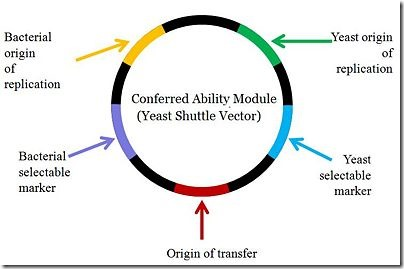 Bacterial
origin
of
replication
Yeast origin
of
replication
Conferred Ability Module
(Yeast Shuttle Vector)
Bacterial
selectable
marker
Yeast
selectable
marker
Origin of transfer